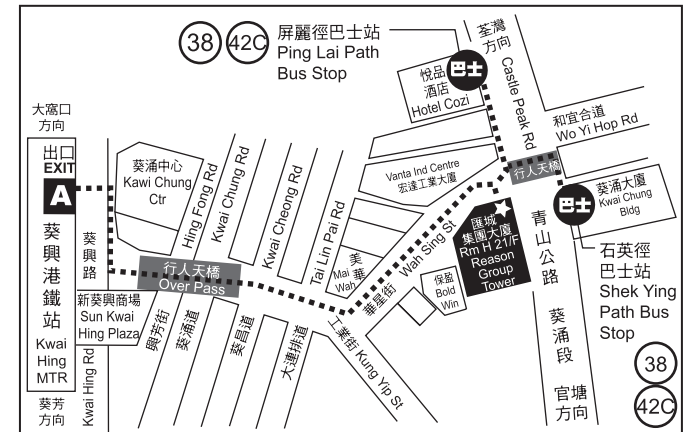 38
42C
屏麗徑巴士站
Ping Lai Path
Bus Stop
荃灣
方向
Castle Peak Rd
巴士
悅品
酒店
Hotel Cozi
和宜合道
Wo Yi Hop Rd
大窩口
方向
出口
EXIT
A
葵興港鐵站
Kwai
Hing
MTR
葵芳
方向
葵興路
Kwai Hing Rd
葵涌中心
Kawi Chung
Ctr
Hing Fong Rd
Kwai Chung Rd
Kwai Cheong Rd
Tai Lin Pai Rd
Vanta Ind Centre
宏達工業大廈
行人天橋
行人天橋
Over Pass
新葵興商場
Sun Kwai
Hing Plaza
興芳街
葵涌道
葵昌道
大連排道
美華
Mai
Wah
華星街 Wah Sing St
工業街 Kung Yip St
保盈
Bold
Win
匯城
集團大廈
Rm H 21/F
Reason
Group
Tower
巴士
葵涌大廈
Kwai Chung
Bldg
青山公路
葵涌段
官塘
方向
石英徑
巴士站
Shek Ying
Path Bus
Stop
38
42C